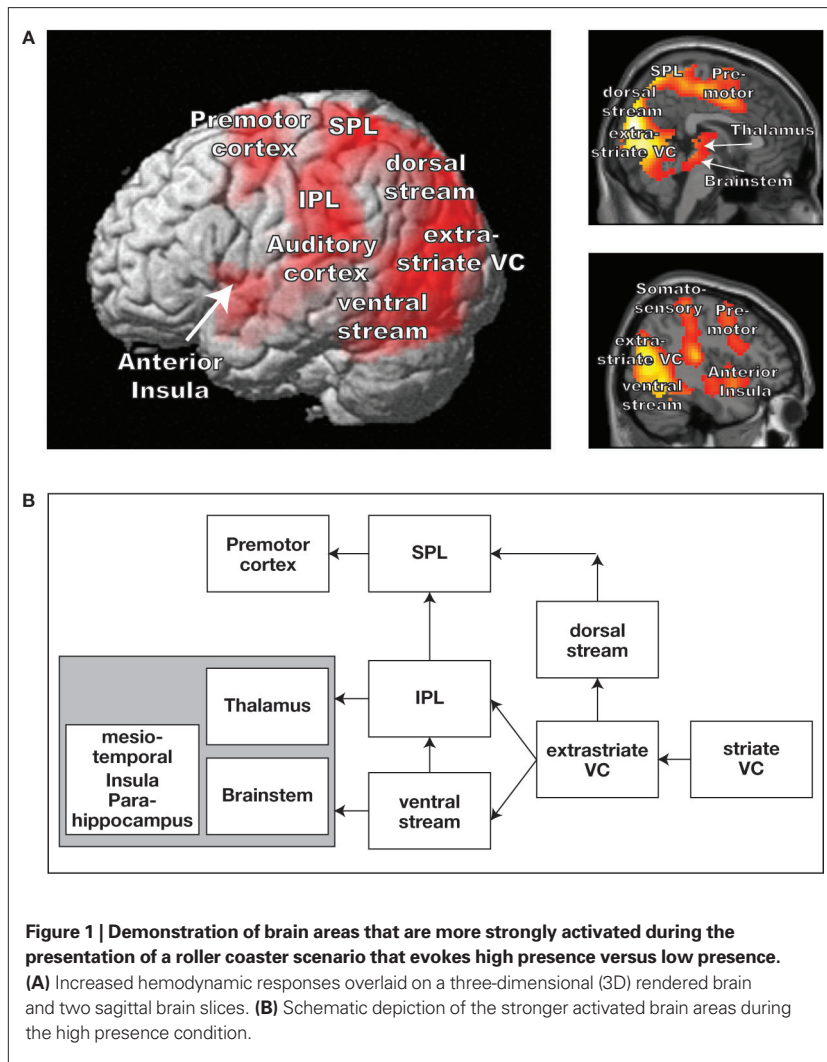 A
Premotor
cortex
SPL
dorsal
stream
IPL
Auditory
cortex
extra-
striate VC
ventral
stream
Anterior
Insula
SPL
Pre-
motor
dorsal
stream
extra-
striate VC
Thalamus
Brainstem
Somato-
sensory
Pre-
motor
extra-
striate VC
ventral
stream
Anterior
Insula
B
Premotor
cortex
SPL
dorsal
stream
Thalamus
IPL
extrastriate
VC
striate
VC
mesio-
temporal
Insula
Para-
hippocampus
Brainstem
ventral
stream
Figure 1 | Demonstration of brain areas that are more strongly activated during the
presentation of a roller coaster scenario that evokes high presence versus low presence.
(A) Increased hemodynamic responses overlaid on a three-dimensional (3D) rendered brain
and two sagittal brain slices. (B) Schematic depiction of the stronger activated brain areas during
the high presence condition.